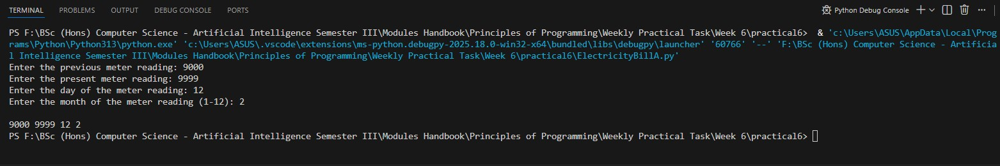 TERMINAL PROBLEMS OUTPUT DEBUG CONSOLE PORTS Python Debug Console
PS F:\BSc (Hons) Computer Science - Artificial Intelligence Semester III\Modules Handbook\Principles of Programming\Weekly Practical Task\Week 6\practical6>  & 'c:\Users\ASUS\AppData\Local\Prog
rams\Python\Python313\python.exe' 'c:\Users\ASUS\.vscode\extensions\ms-python.debugpy-2025.18.0-win32-x64\bundled\libs\debugpy\launcher' '60766' '--' 'F:\BSc (Hons) Computer Science - Artificia
l Intelligence Semester III\Modules Handbook\Principles of Programming\Weekly Practical Task\Week 6\practical6\ElectricityBillA.py'
Enter the previous meter reading: 9000
Enter the present meter reading: 9999
Enter the day of the meter reading: 12
Enter the month of the meter reading (1-12): 2
9000 9999 12 2
PS F:\BSc (Hons) Computer Science - Artificial Intelligence Semester III\Modules Handbook\Principles of Programming\Weekly Practical Task\Week 6\practical6>